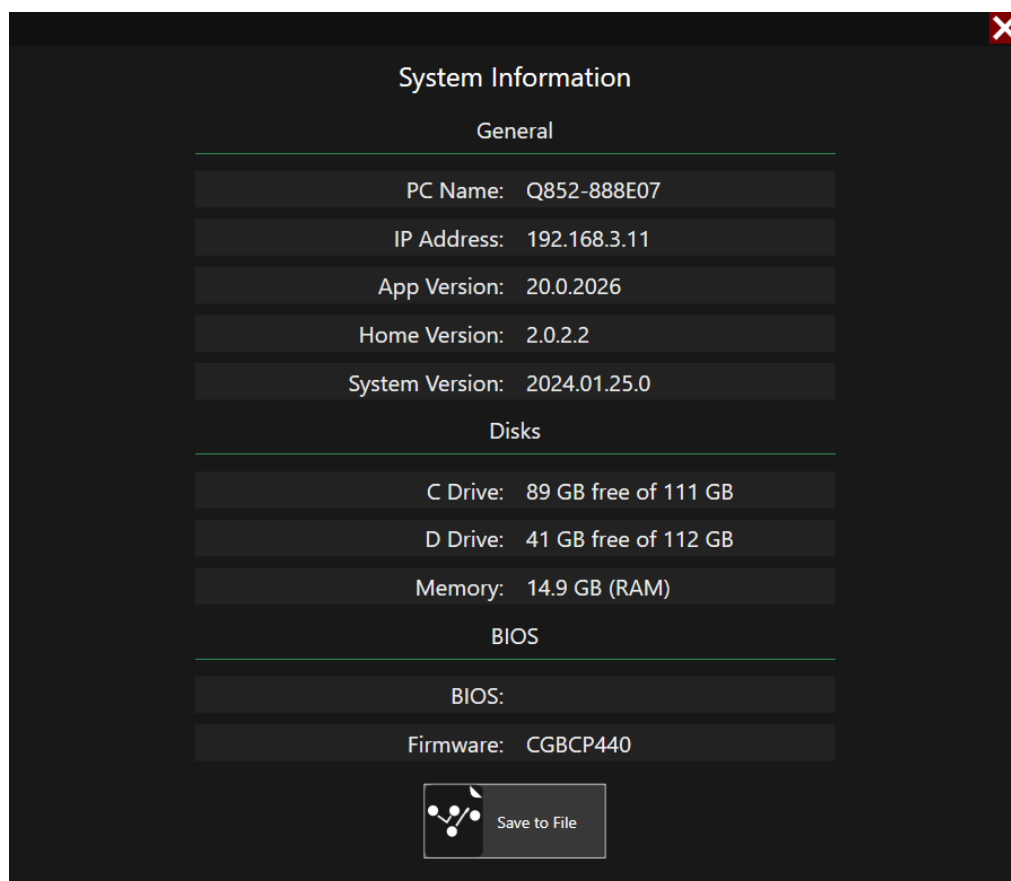 System Information
General
PC Name: Q852-888E07
IP Address: 192.168.3.11
App Version: 20.0.2026
Home Version: 2.0.2.2
System Version: 2024.01.25.0
Disks
C Drive: 89 GB free of 111 GB
D Drive: 41 GB free of 112 GB
Memory: 14.9 GB (RAM)
BIOS
BIOS:
Firmware: CGBCP440
Save to File